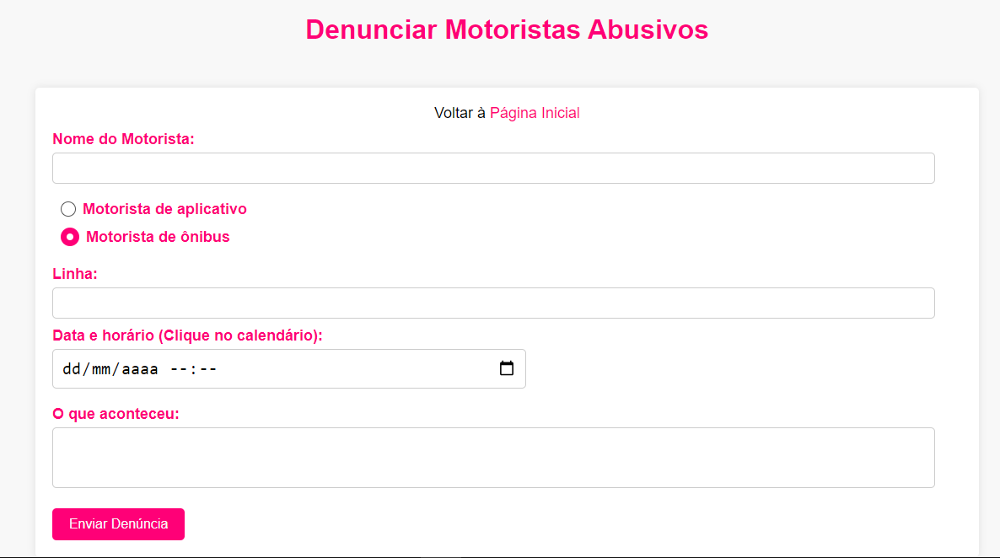 Denunciar Motoristas Abusivos
Voltar à Página Inicial
Nome do Motorista:
Motorista de aplicativo
Motorista de ônibus
Linha:
Data e horário (Clique no calendário):
dd/mm/aaaa --:--
O que aconteceu:
Enviar Denúncia